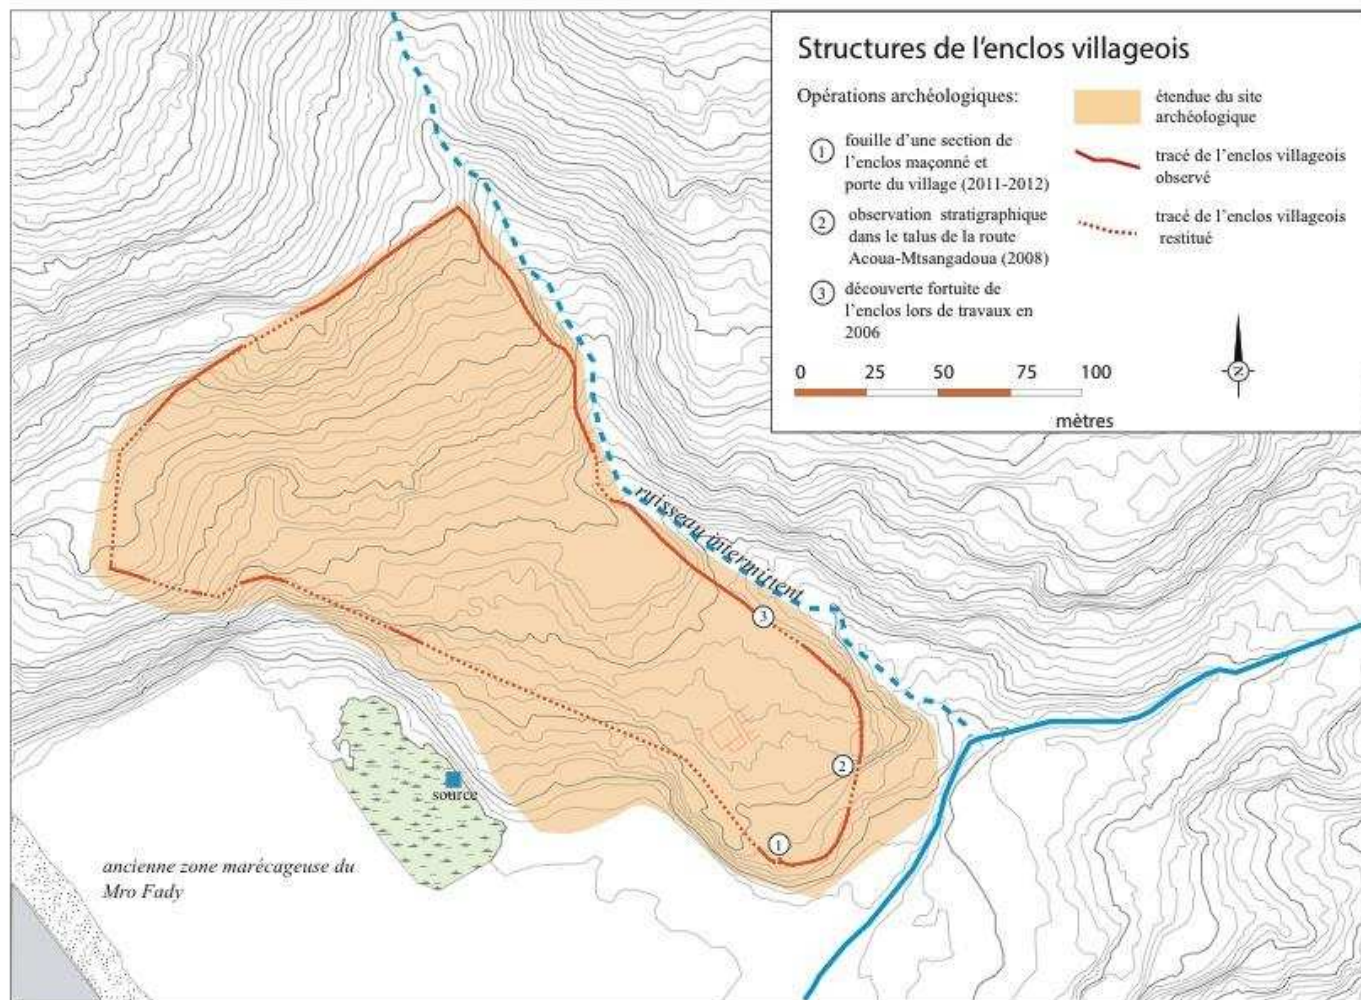 Structures de l'enclos villageois
Opérations archéologiques:
1
fouille d'une section de
l'enclos maçonné et
porte du village (2011-2012)
2
observation stratigraphique
dans le talus de la route
Acoua-Mtsangadoua (2008)
3
découverte fortuite de
l'enclos lors de travaux en
2006
étendue du site
archéologique
tracé de l'enclos villageois
observé
tracé de l'enclos villageois
restitué
0 25 50 75 100
mètres
N
ruisseau intermittent
3
2
1
source
ancienne zone marécageuse du
Mro Fady